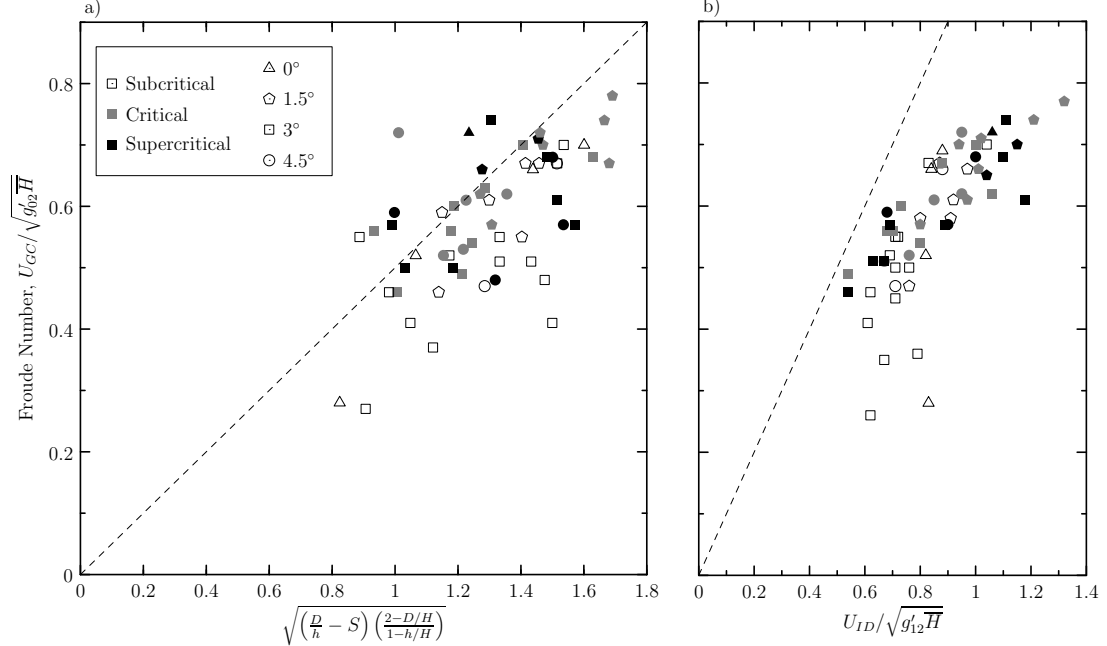 a)
b)
Subcritical
Critical
Supercritical
0°
1.5°
3°
4.5°
Froude Number, $U_{GC}/\sqrt{g'_{02}\overline{H}}$
0.8
0.6
0.4
0.2
0
0 0.2 0.4 0.6 0.8 1 1.2 1.4 1.6 1.8
0 0.2 0.4 0.6 0.8 1 1.2 1.4
$\sqrt{\left(\frac{D}{h}-S\right)\left(\frac{2-D/H}{1-h/H}\right)}$
$U_{ID}/\sqrt{g'_{12}\overline{H}}$